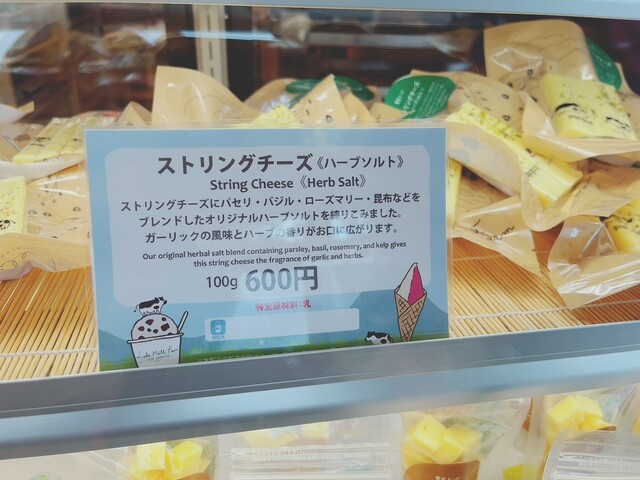 ストリングチーズ《ハーブソルト》
String Cheese《Herb Salt》
ストリングチーズにパセリ・バジル・ローズマリー・昆布などを
ブレンドしたオリジナルハーブソルトを練りこみました。
ガーリックの風味とハーブの香りがお口に広がります。
Our original herbal salt blend containing parsley, basil, rosemary, and kelp gives
this string cheese the fragrance of garlic and herbs.
100g 600円
特定原材料:乳
MILK